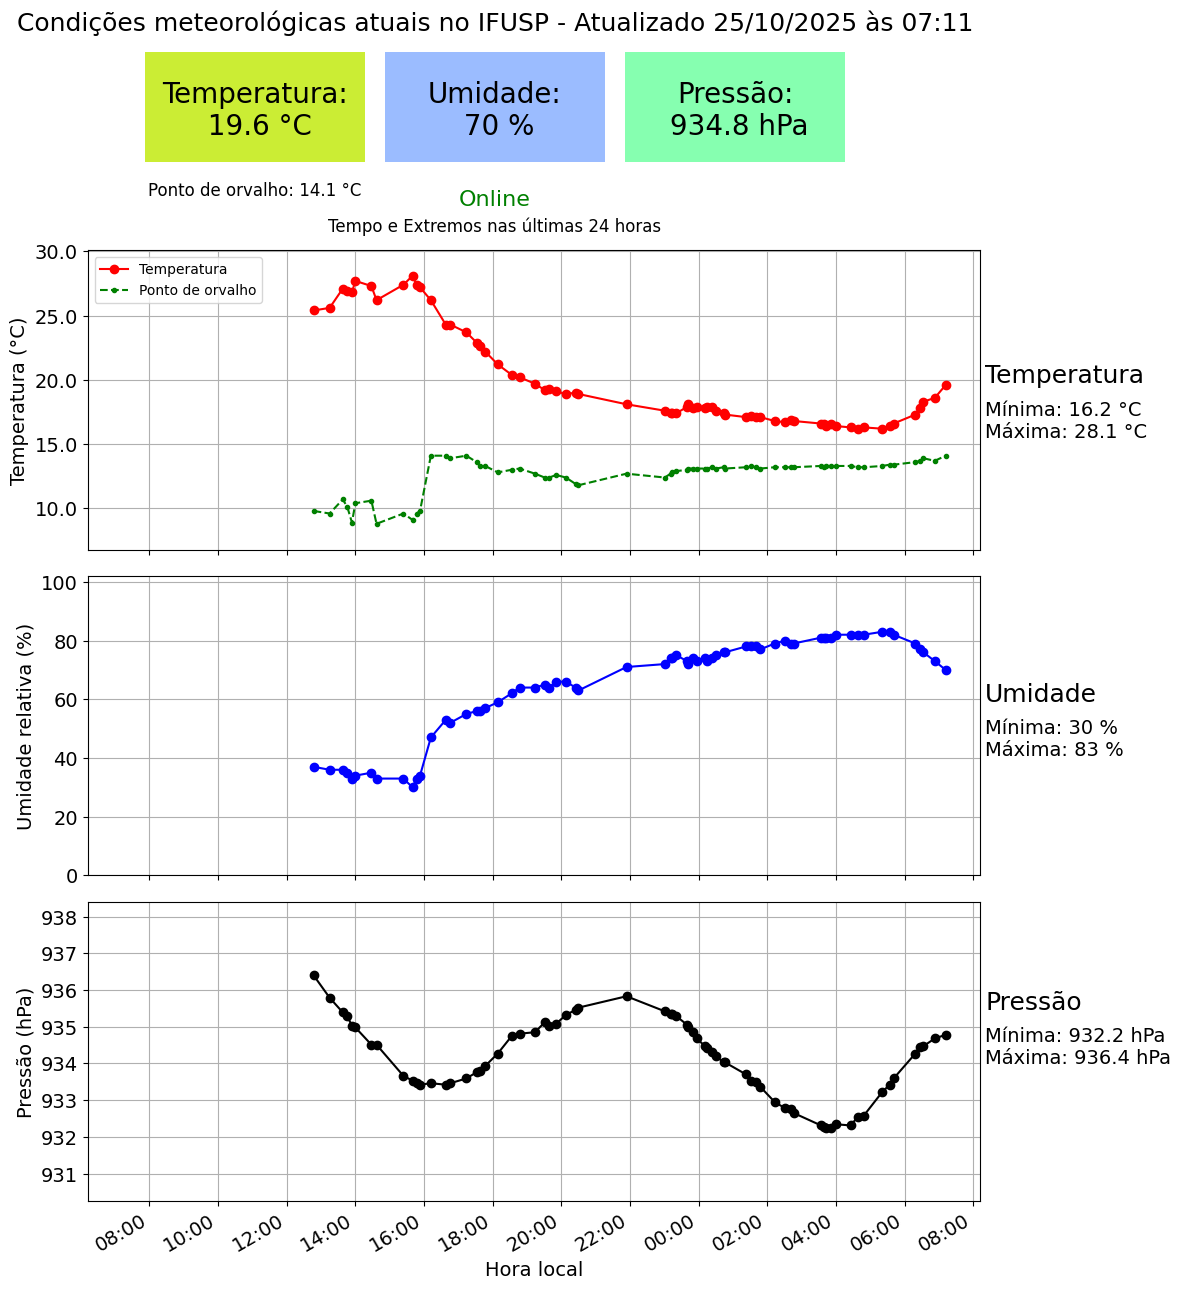 Condições meteorológicas atuais no IFUSP - Atualizado 25/10/2025 às 07:11
Temperatura:
19.6 °C
Umidade:
70 %
Pressão:
934.8 hPa
Ponto de orvalho: 14.1 °C
Online
Tempo e Extremos nas últimas 24 horas
Temperatura (°C)
30.0
25.0
20.0
15.0
10.0
Temperatura
Ponto de orvalho
Temperatura
Mínima: 16.2 °C
Máxima: 28.1 °C
Umidade relativa (%)
100
80
60
40
20
0
Umidade
Mínima: 30 %
Máxima: 83 %
Pressão (hPa)
938
937
936
935
934
933
932
931
Pressão
Mínima: 932.2 hPa
Máxima: 936.4 hPa
08:00 10:00 12:00 14:00 16:00 18:00 20:00 22:00 00:00 02:00 04:00 06:00 08:00
Hora local